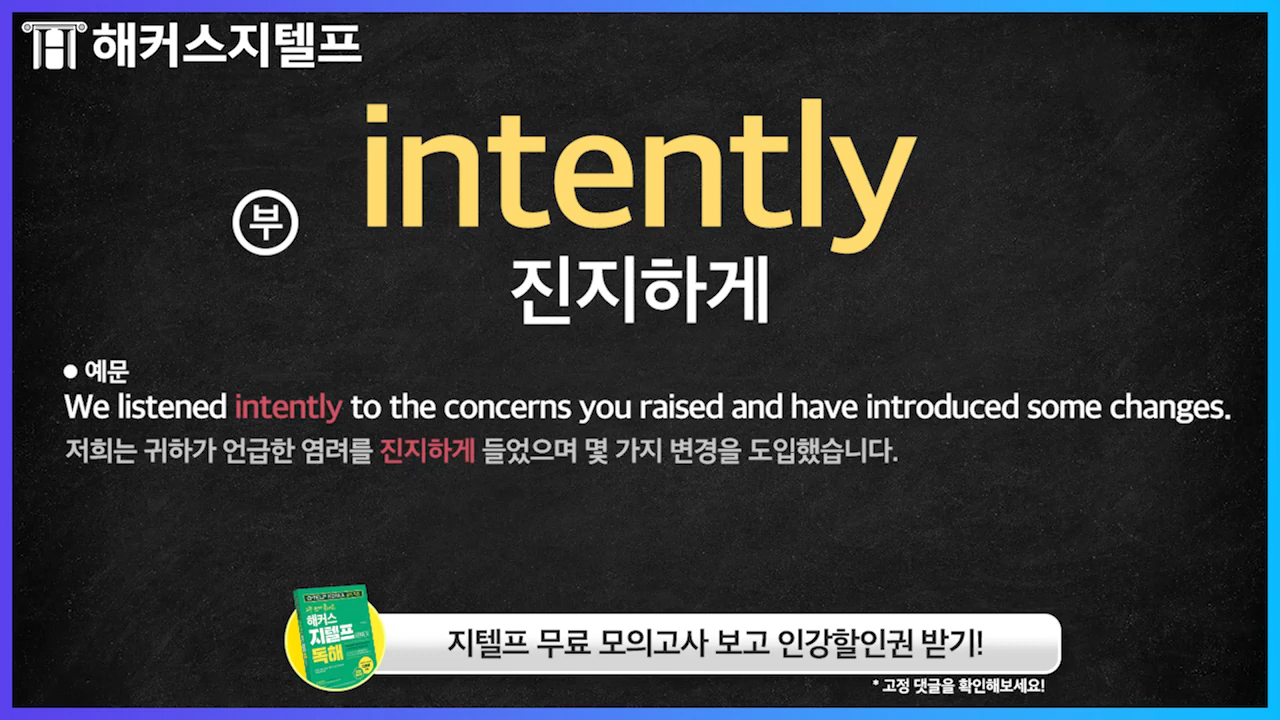 해커스지텔프
intently
부
진지하게
● 예문
We listened intently to the concerns you raised and have introduced some changes.
저희는 귀하가 언급한 염려를 진지하게 들었으며 몇 가지 변경을 도입했습니다.
해커스
지텔프
독해
지텔프 무료 모의고사 보고 인강할인권 받기!
* 고정 댓글을 확인해보세요!